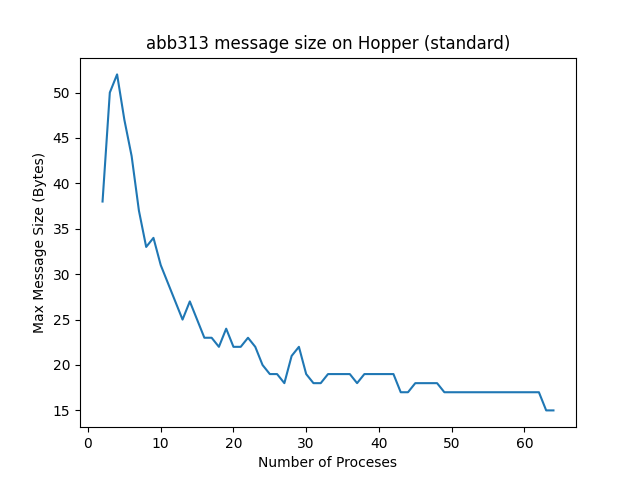 abb313 message size on Hopper (standard)
Max Message Size (Bytes)
50
45
40
35
30
25
20
15
0 10 20 30 40 50 60
Number of Proceses